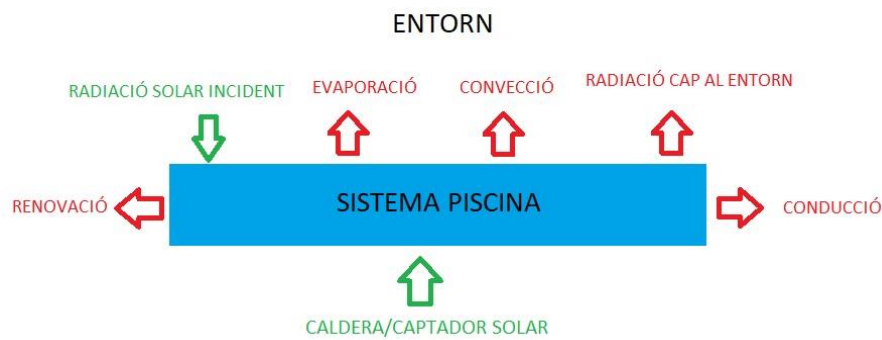 ENTORN
RADIACIÓ SOLAR INCIDENT
EVAPORACIÓ
CONVECCIÓ
RADIACIÓ CAP AL ENTORN
RENOVACIÓ
SISTEMA PISCINA
CONDUCCIÓ
CALDERA/CAPTADOR SOLAR